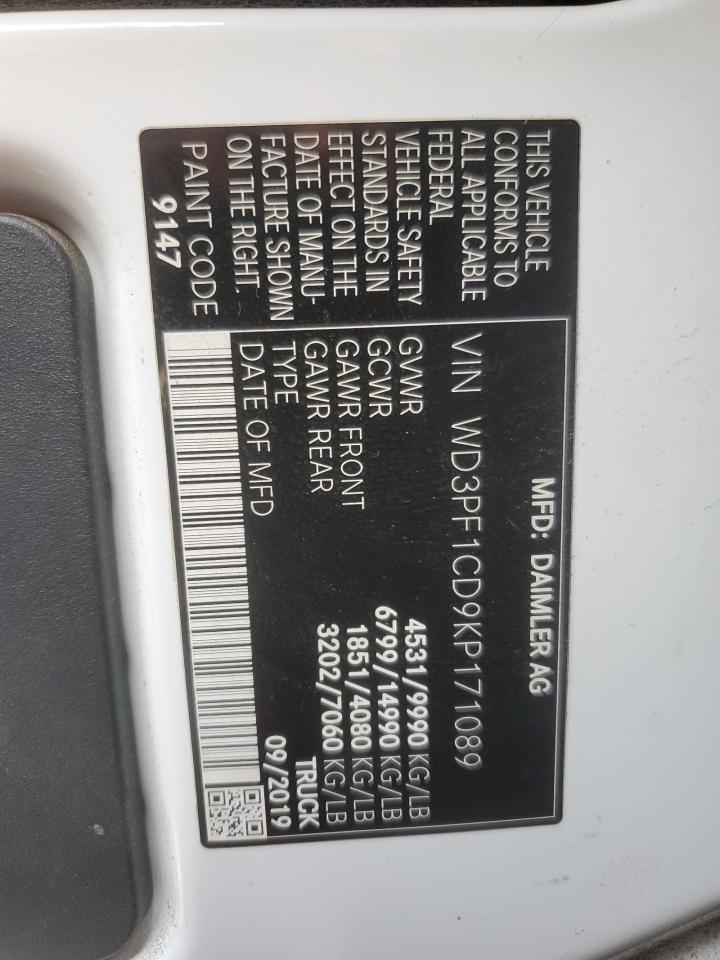 THIS VEHICLE
CONFORMS TO
ALL APPLICABLE
FEDERAL
VEHICLE SAFETY
STANDARDS IN
EFFECT ON THE
DATE OF MANU-
FACTURE SHOWN
ON THE RIGHT
PAINT CODE
9147
MFD: DAIMLER AG
VIN WD3PF1CD9KP171089
GVWR 4531/9990 KG/LB
GCWR 6799/14990 KG/LB
GAWR FRONT 1851/4080 KG/LB
GAWR REAR 3202/7060 KG/LB
TYPE TRUCK
DATE OF MFD 09/2019